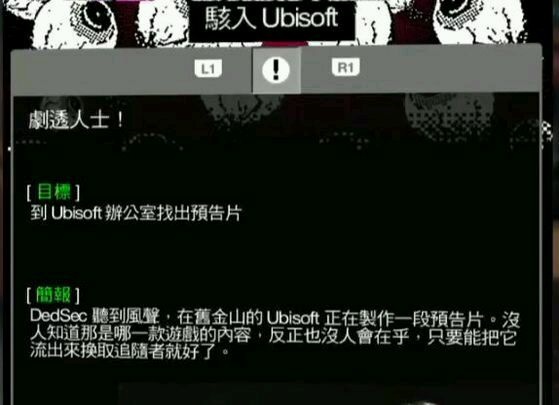 駭入 Ubisoft
L1
R1
劇透人士！
[ 目標 ]
到 Ubisoft 辦公室找出預告片
[ 簡報 ]
DedSec 聽到風聲，在舊金山的 Ubisoft 正在製作一段預告片。沒
人知道那是哪一款遊戲的內容，反正也沒人會在乎，只要能把它
流出來換取追隨者就好了。